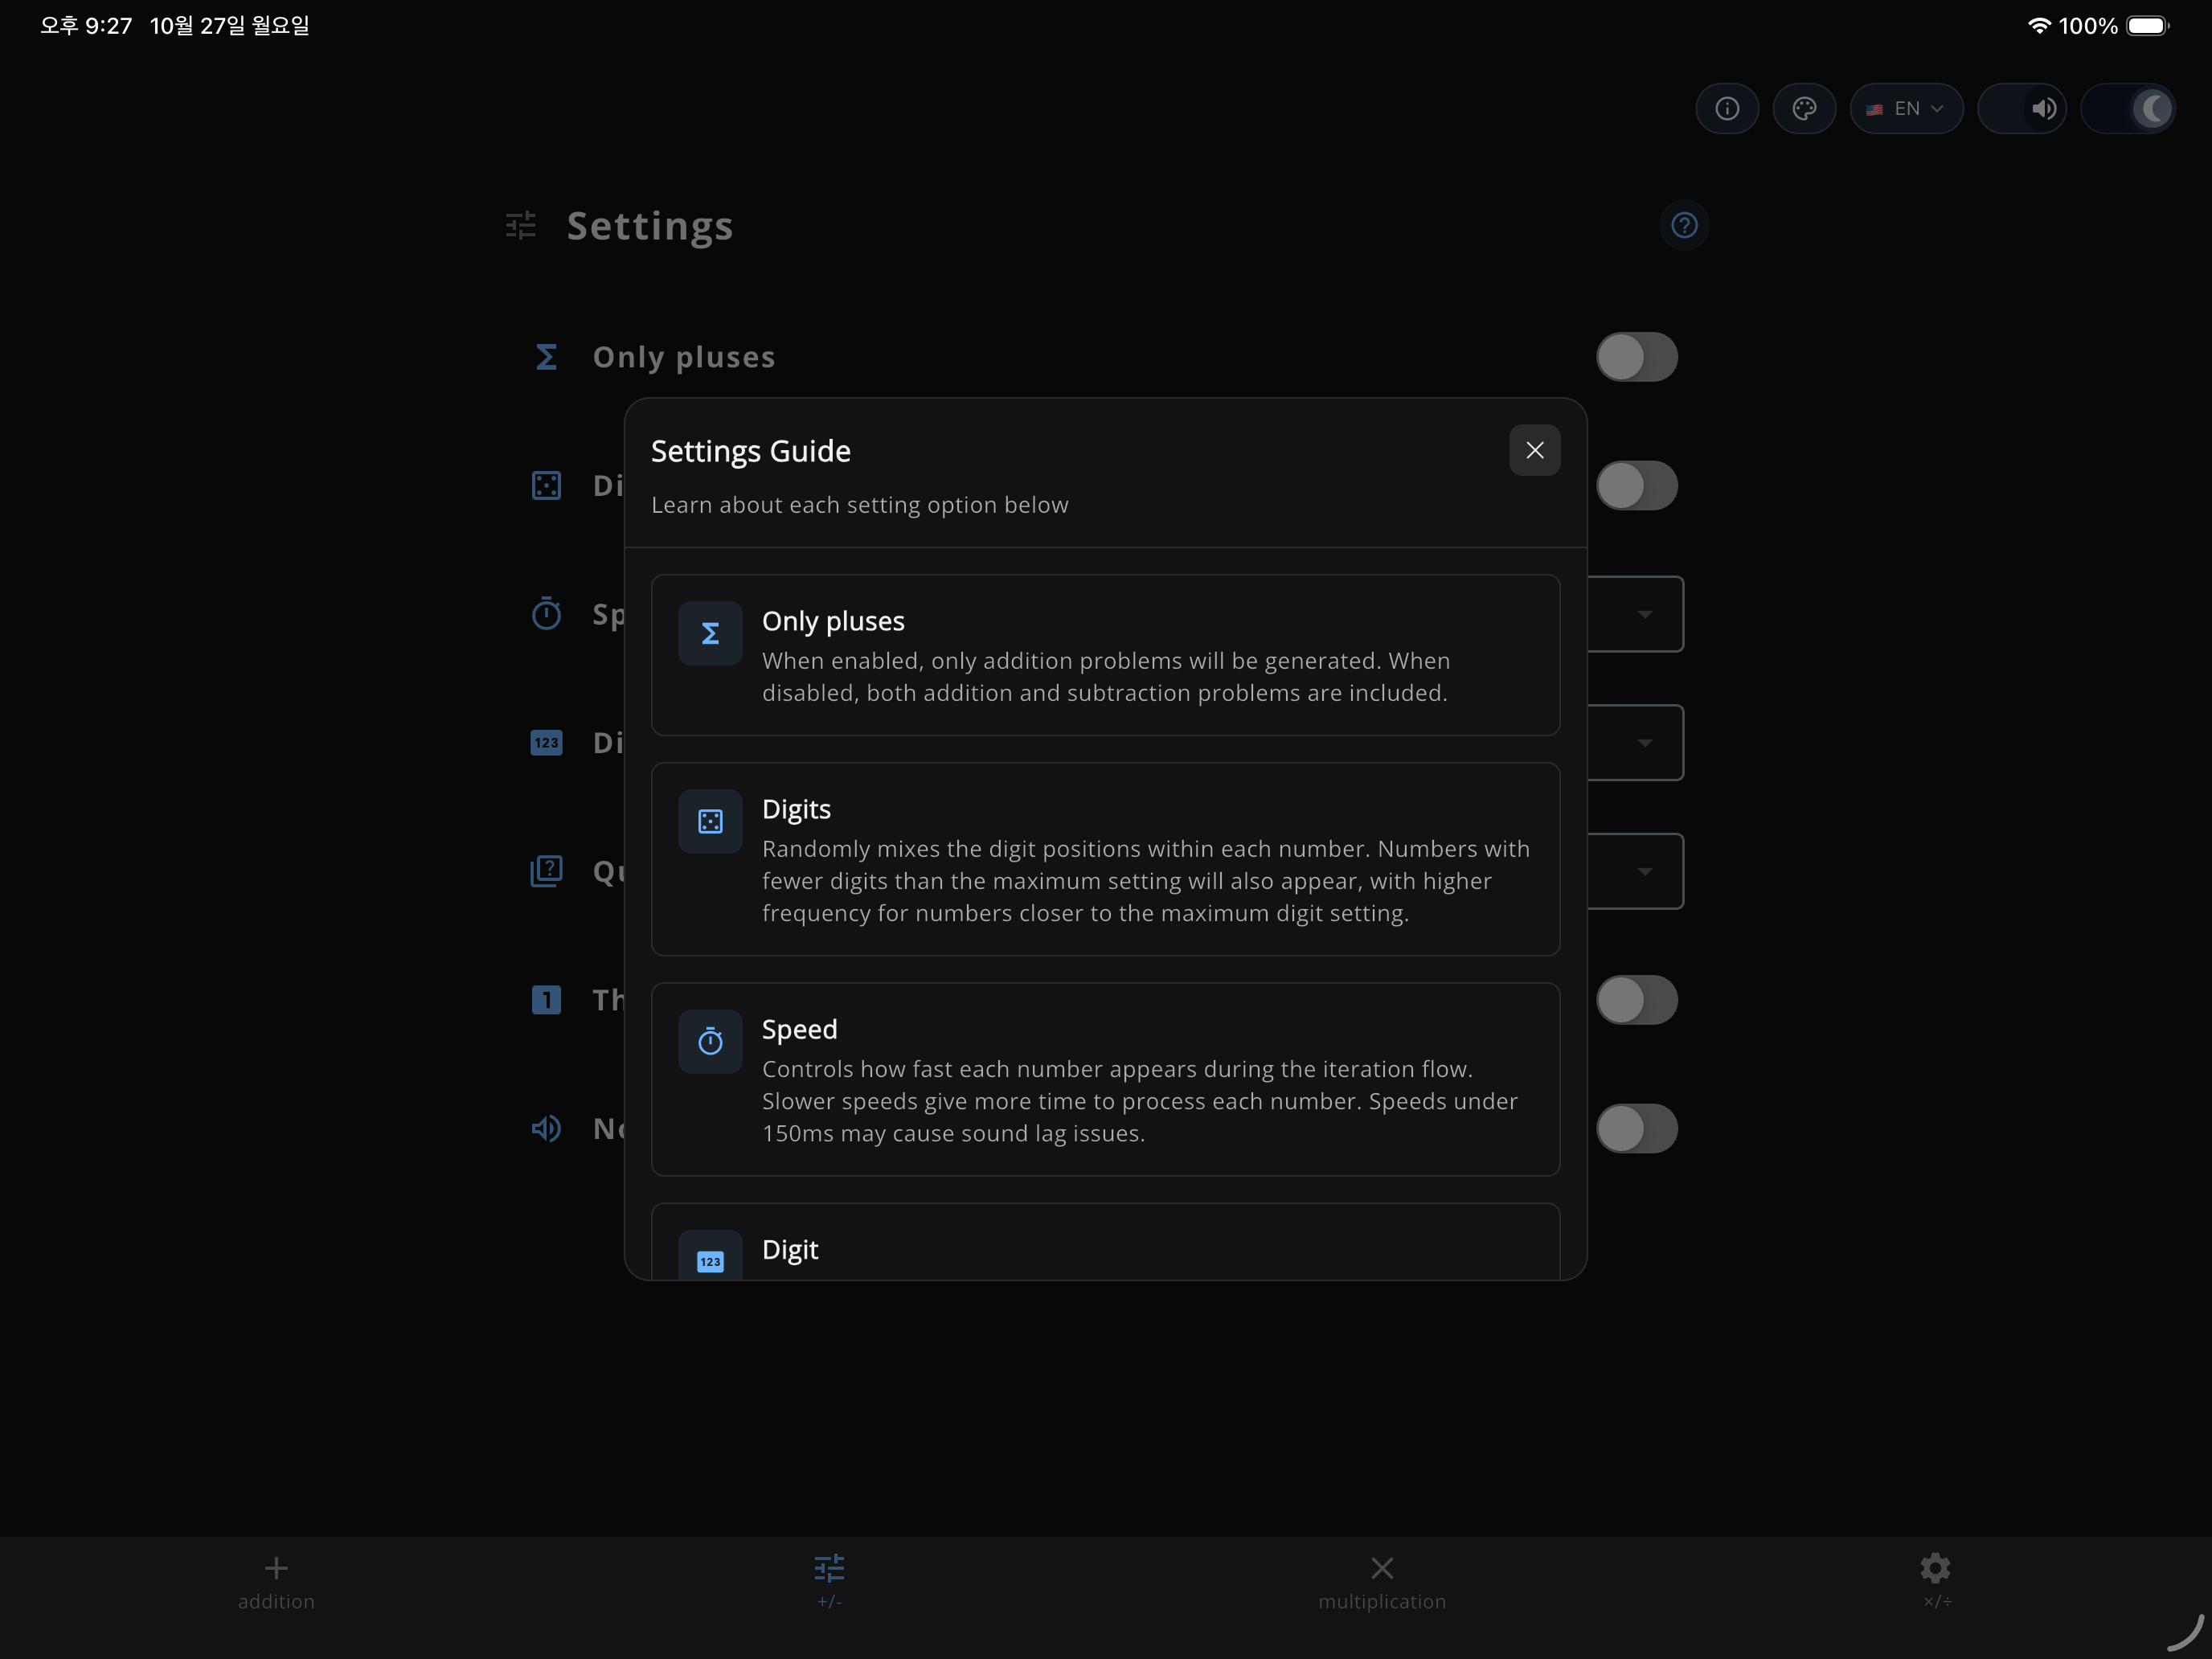 오후 9:27 10월 27일 월요일
100%
EN
Settings
Only pluses
Di
Sp
Di
Qu
Th
No
Settings Guide
Learn about each setting option below
Only pluses
When enabled, only addition problems will be generated. When
disabled, both addition and subtraction problems are included.
Digits
Randomly mixes the digit positions within each number. Numbers with
fewer digits than the maximum setting will also appear, with higher
frequency for numbers closer to the maximum digit setting.
Speed
Controls how fast each number appears during the iteration flow.
Slower speeds give more time to process each number. Speeds under
150ms may cause sound lag issues.
123
Digit
addition
+/-
multiplication
×/÷